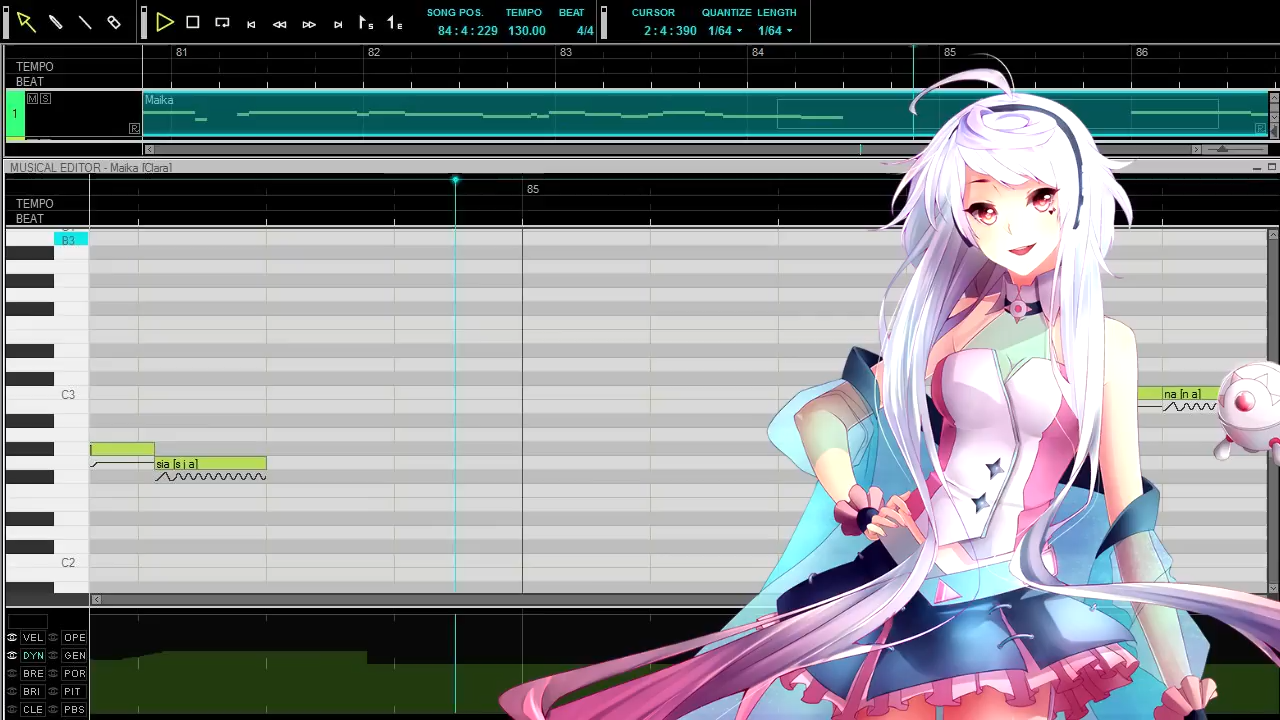 SONG POS. TEMPO BEAT CURSOR QUANTIZE LENGTH
84:4:229 130.00 4/4 2:4:390 1/64 1/64
81 82 83 84 85 86
TEMPO
BEAT
1 M S Maika
R R
MUSICAL EDITOR - Maika [Clara]
85
TEMPO
BEAT
B3
C3
na [n a]
sia [s j a]
C2
VEL OPE
DYN GEN
BRE POR
BRI PIT
CLE PBS